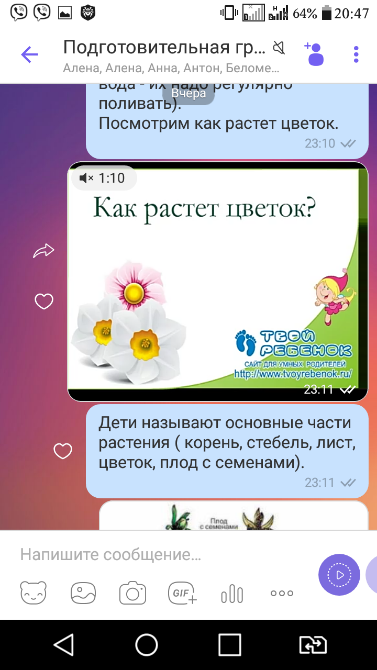 64% 20:47
Подготовительная гр...
Алена, Алена, Анна, Антон, Беломе...
вода - их надо регулярно
Вчера
поливать).
Посмотрим как растет цветок.
23:10
1:10
Как растет цветок?
ТВОЙ
РЕБЕНОК
САЙТ ДЛЯ УМНЫХ РОДИТЕЛЕЙ
http://www.tvoyrebenok.ru/
23:11
Дети называют основные части
растения ( корень, стебель, лист,
цветок, плод с семенами).
23:11
Плод
с семенами
Напишите сообщение...
GIF+